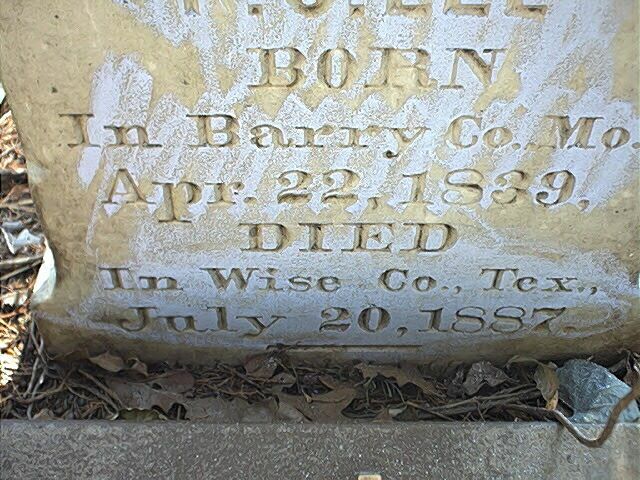 BORN
In Barry Co. Mo.
Apr. 22, 1839,
DIED
In Wise Co., Tex.,
July 20, 1887.